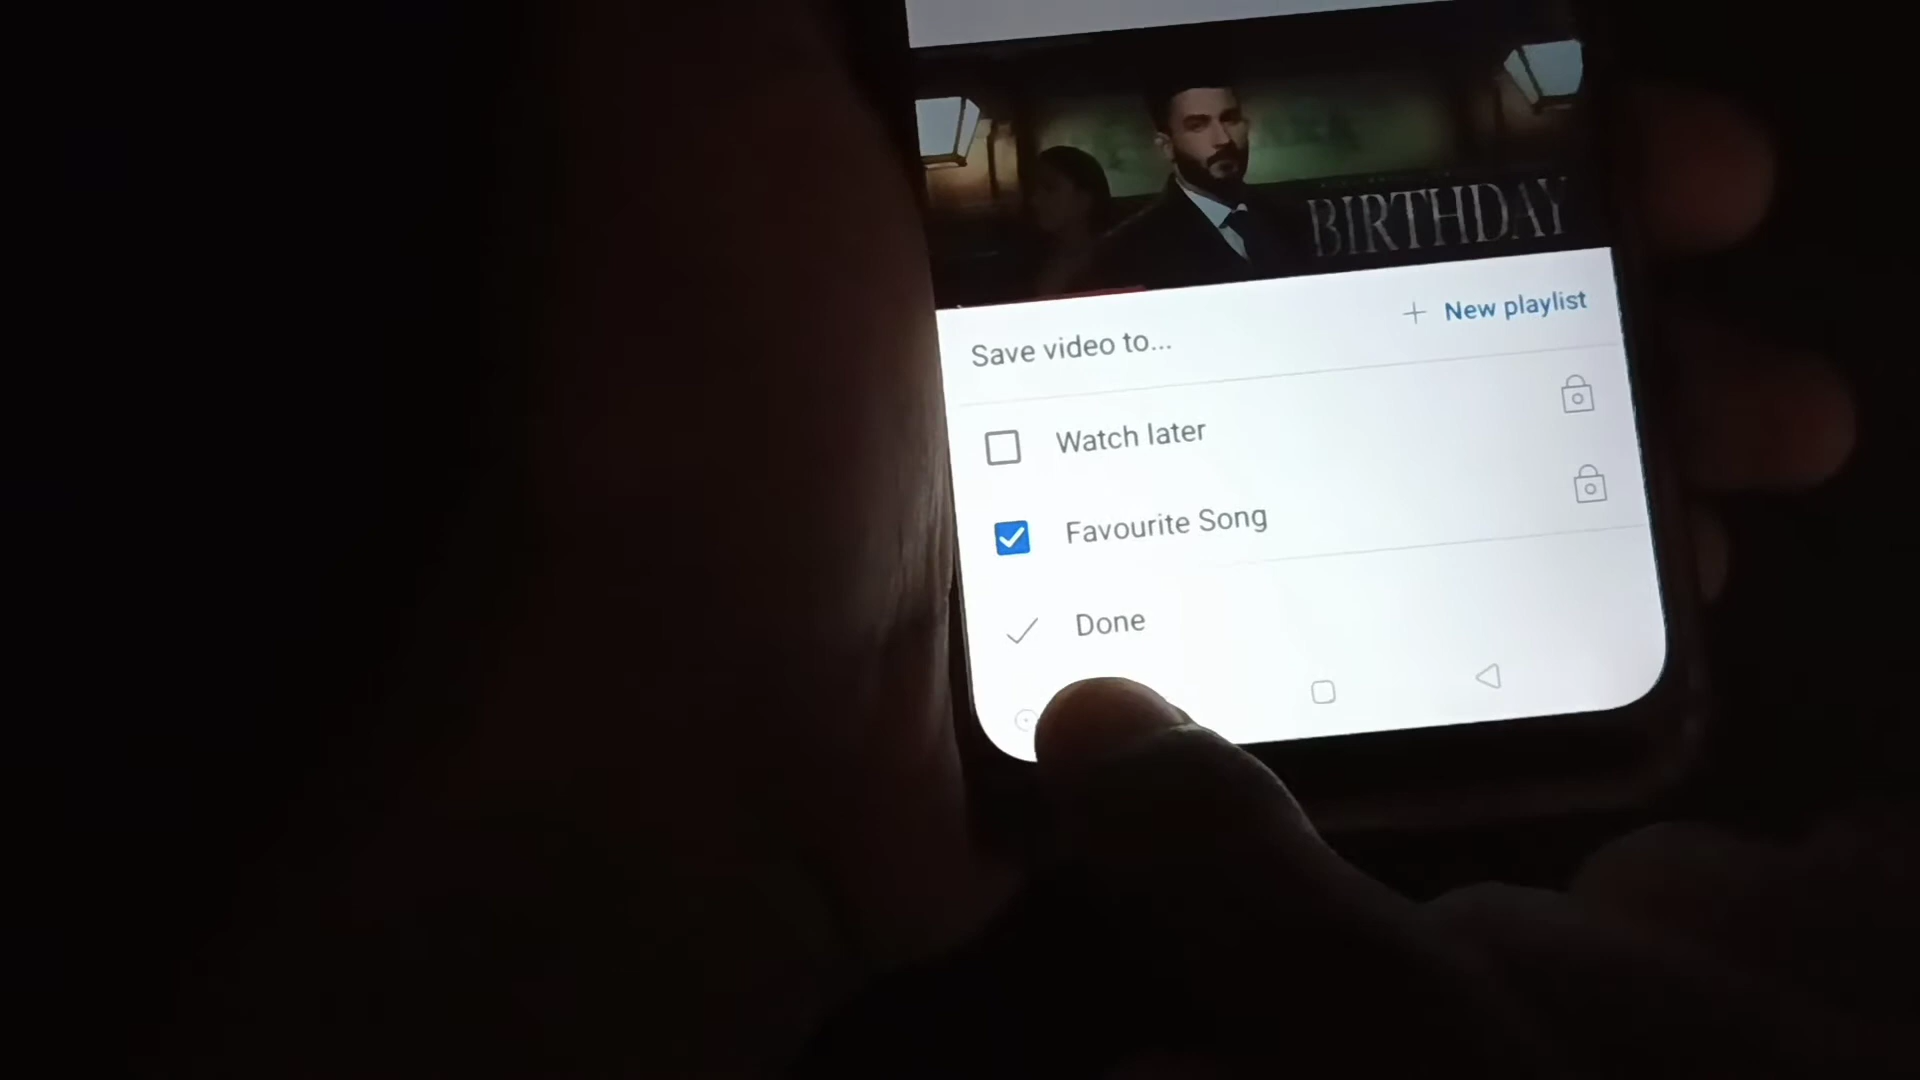 BIRTHDAY
Save video to...
+ New playlist
Watch later
Favourite Song
Done